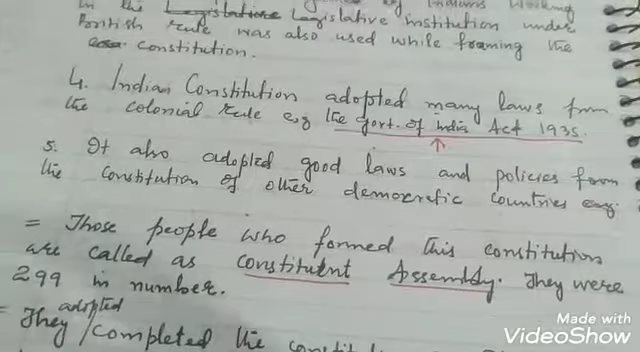 in the Legislative institution under
British rule was also used while framing the
constitution.
4. Indian Constitution adopted many laws from
the colonial rule e.g the Govt. of India Act 1935.
5. It also adopted good laws and policies from
the constitution of other democratic countries
= Those people who formed this constitution
are called as constituent Assembly. They were
299 in number.
= They / adopted completed the
Made with
VideoShow